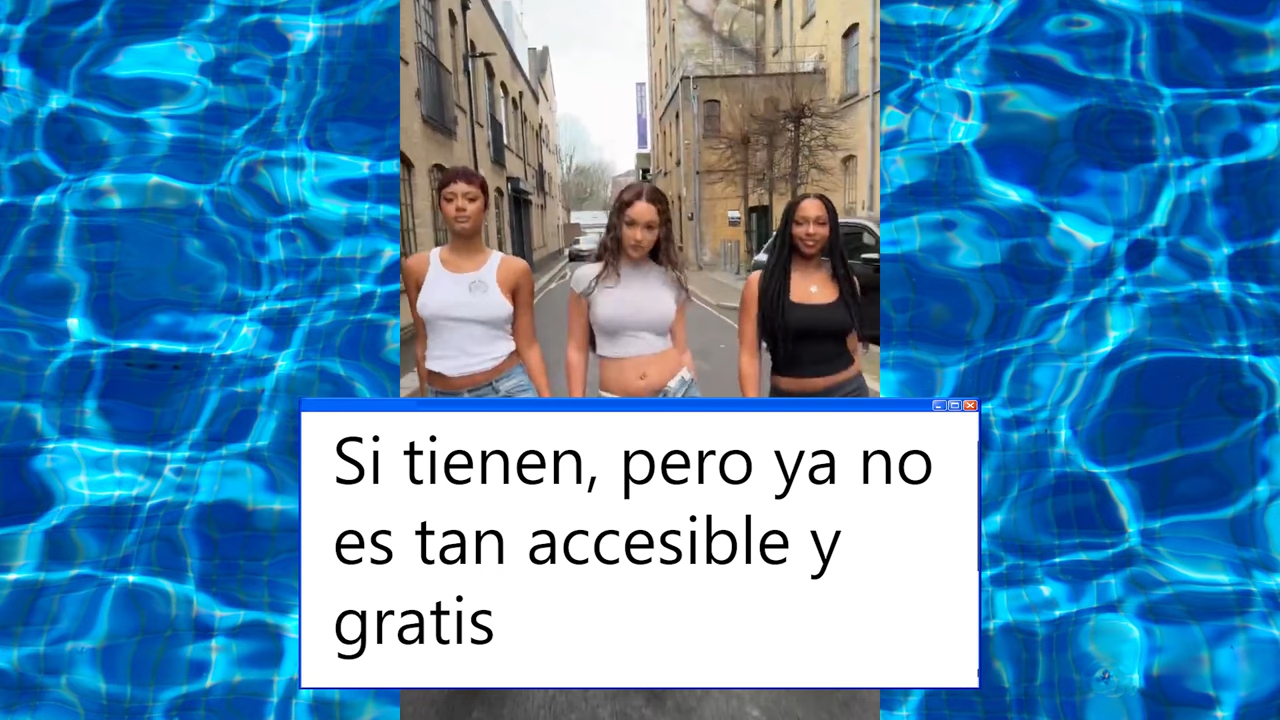 Si tienen, pero ya no
es tan accesible y
gratis